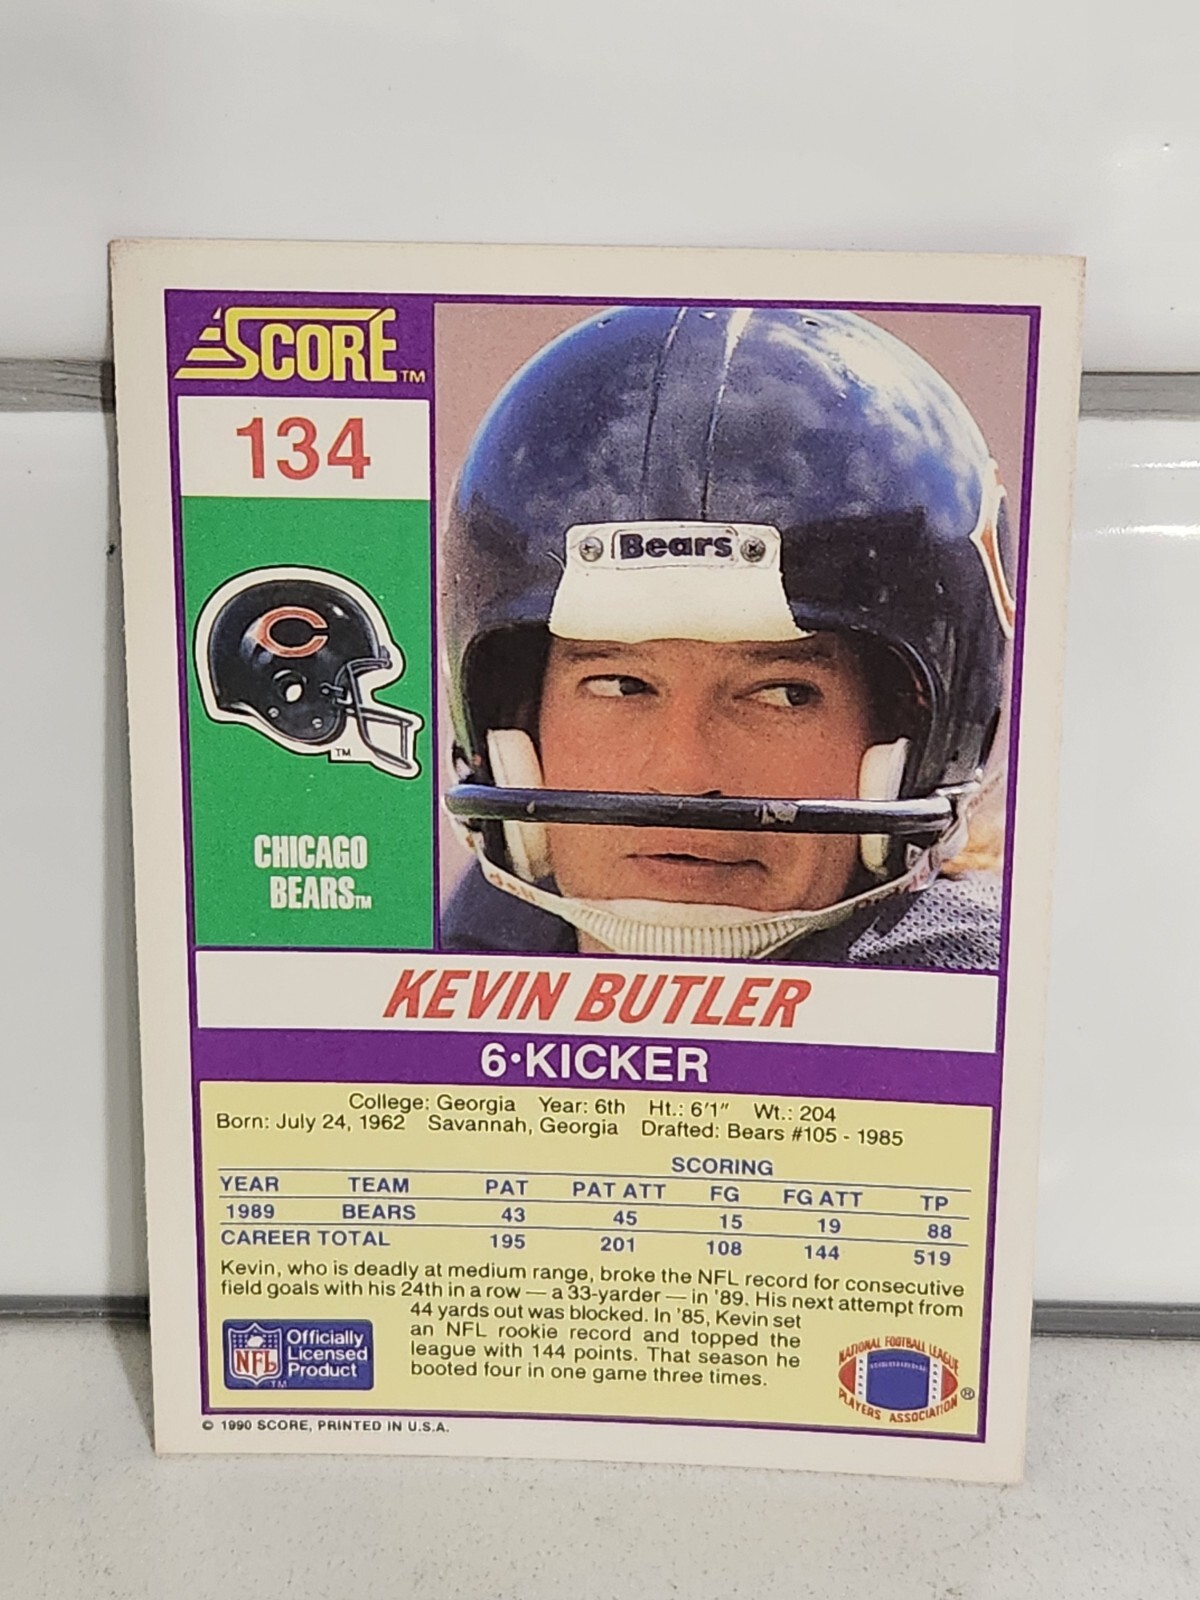 SCORE™
134
Bears
TM
CHICAGO
BEARS™
KEVIN BUTLER
6•KICKER
College: Georgia Year: 6th Ht.: 6'1" Wt.: 204
Born: July 24, 1962 Savannah, Georgia Drafted: Bears #105 - 1985
SCORING
YEAR TEAM PAT PAT ATT FG FG ATT TP
1989 BEARS 43 45 15 19 88
CAREER TOTAL 195 201 108 144 519
Kevin, who is deadly at medium range, broke the NFL record for consecutive
field goals with his 24th in a row — a 33-yarder — in '89. His next attempt from
44 yards out was blocked. In '85, Kevin set
an NFL rookie record and topped the
league with 144 points. That season he
booted four in one game three times.
NFL
TM
Officially
Licensed
Product
NATIONAL FOOTBALL LEAGUE
PLAYERS ASSOCIATION ®
© 1990 SCORE, PRINTED IN U.S.A.